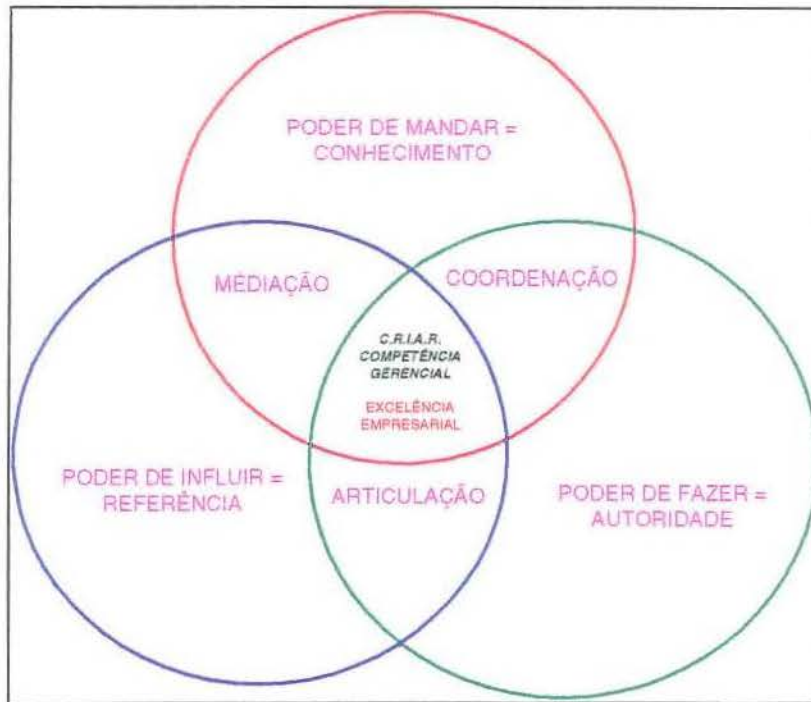 PODER DE MANDAR =
CONHECIMENTO
MEDIAÇÃO
COORDENAÇÃO
C.R.I.A.R.
COMPETÊNCIA
GERENCIAL
EXCELÊNCIA
EMPRESARIAL
PODER DE INFLUIR =
REFERÊNCIA
ARTICULAÇÃO
PODER DE FAZER =
AUTORIDADE